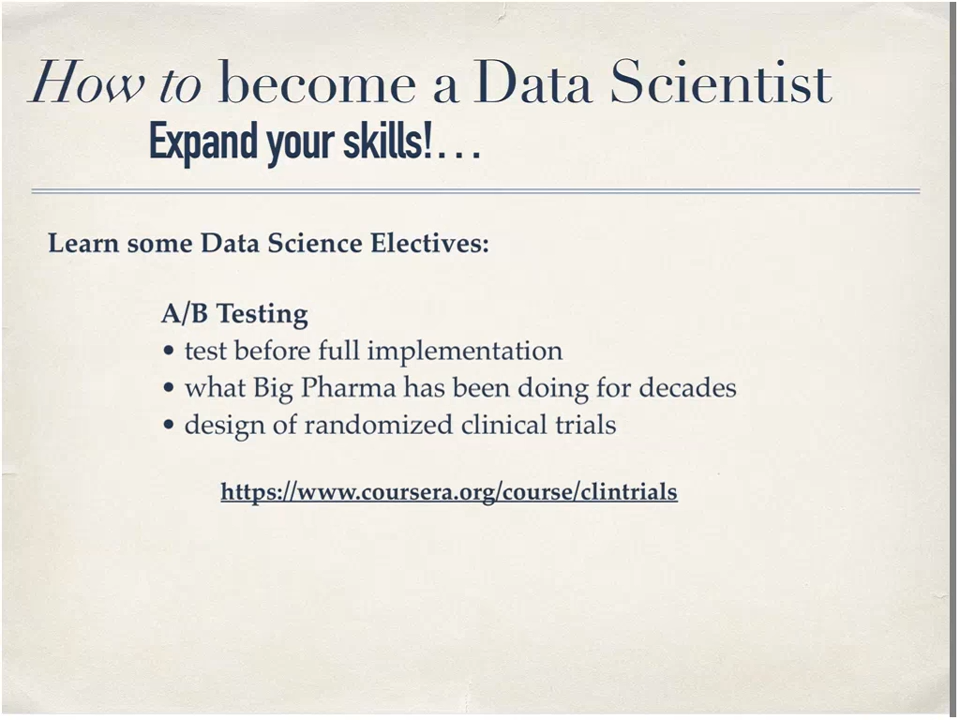 How to become a Data Scientist
Expand your skills!...
Learn some Data Science Electives:
A/B Testing
• test before full implementation
• what Big Pharma has been doing for decades
• design of randomized clinical trials
https://www.coursera.org/course/clintrials